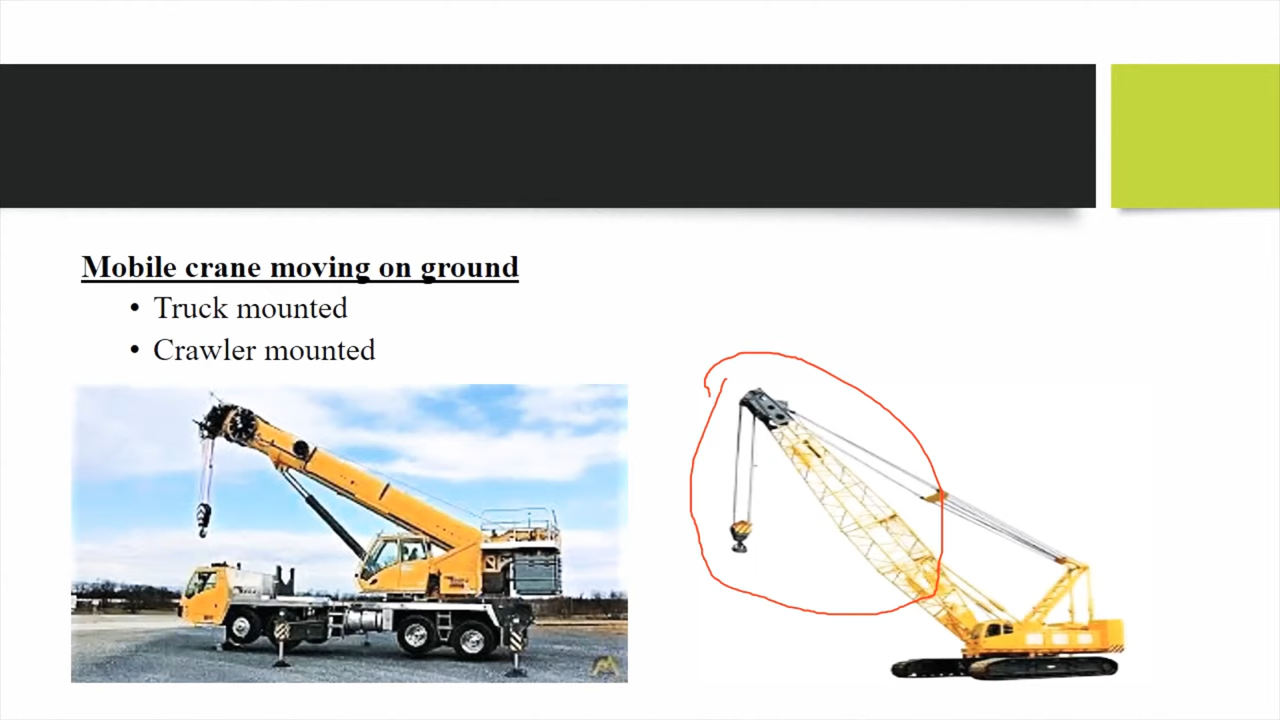 Mobile crane moving on ground
• Truck mounted
• Crawler mounted